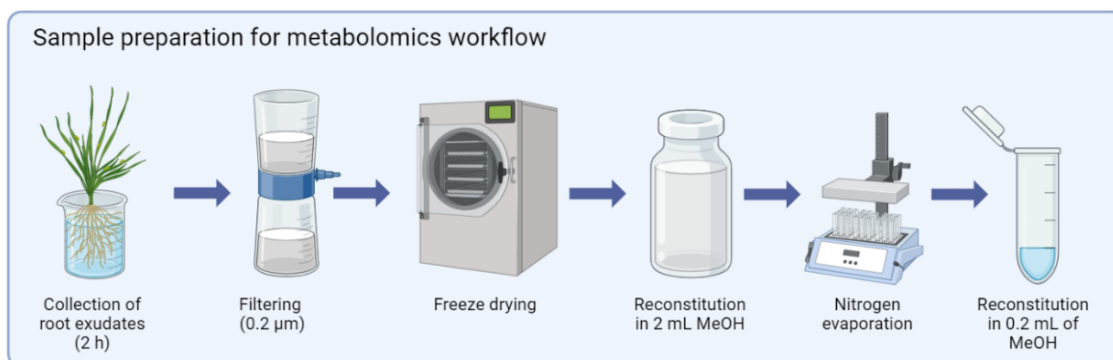 Sample preparation for metabolomics workflow
Collection of
root exudates
(2 h)
Filtering
(0.2 µm)
Freeze drying
Reconstitution
in 2 mL MeOH
Nitrogen
evaporation
Reconstitution
in 0.2 mL of
MeOH